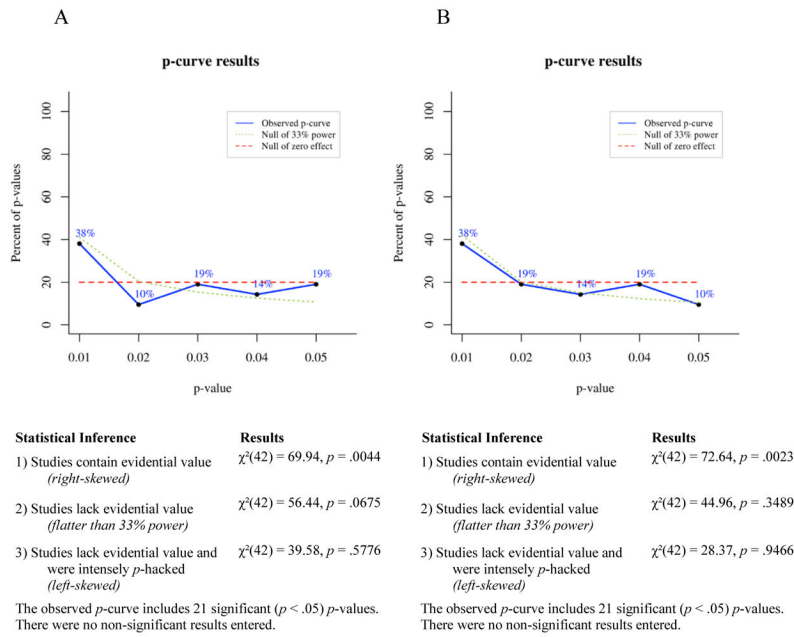 A
p-curve results
Percent of p-values
100
80
60
40
20
0
Observed p-curve
Null of 33% power
Null of zero effect
38%
10%
19%
14%
19%
0.01 0.02 0.03 0.04 0.05
p-value
Statistical Inference Results
1) Studies contain evidential value χ²(42) = 69.94, p = .0044
(right-skewed)
2) Studies lack evidential value χ²(42) = 56.44, p = .0675
(flatter than 33% power)
3) Studies lack evidential value and χ²(42) = 39.58, p = .5776
were intensely p-hacked
(left-skewed)
The observed p-curve includes 21 significant (p < .05) p-values.
There were no non-significant results entered.
B
p-curve results
Percent of p-values
100
80
60
40
20
0
Observed p-curve
Null of 33% power
Null of zero effect
38%
19%
14%
19%
10%
0.01 0.02 0.03 0.04 0.05
p-value
Statistical Inference Results
1) Studies contain evidential value χ²(42) = 72.64, p = .0023
(right-skewed)
2) Studies lack evidential value χ²(42) = 44.96, p = .3489
(flatter than 33% power)
3) Studies lack evidential value and χ²(42) = 28.37, p = .9466
were intensely p-hacked
(left-skewed)
The observed p-curve includes 21 significant (p < .05) p-values.
There were no non-significant results entered.